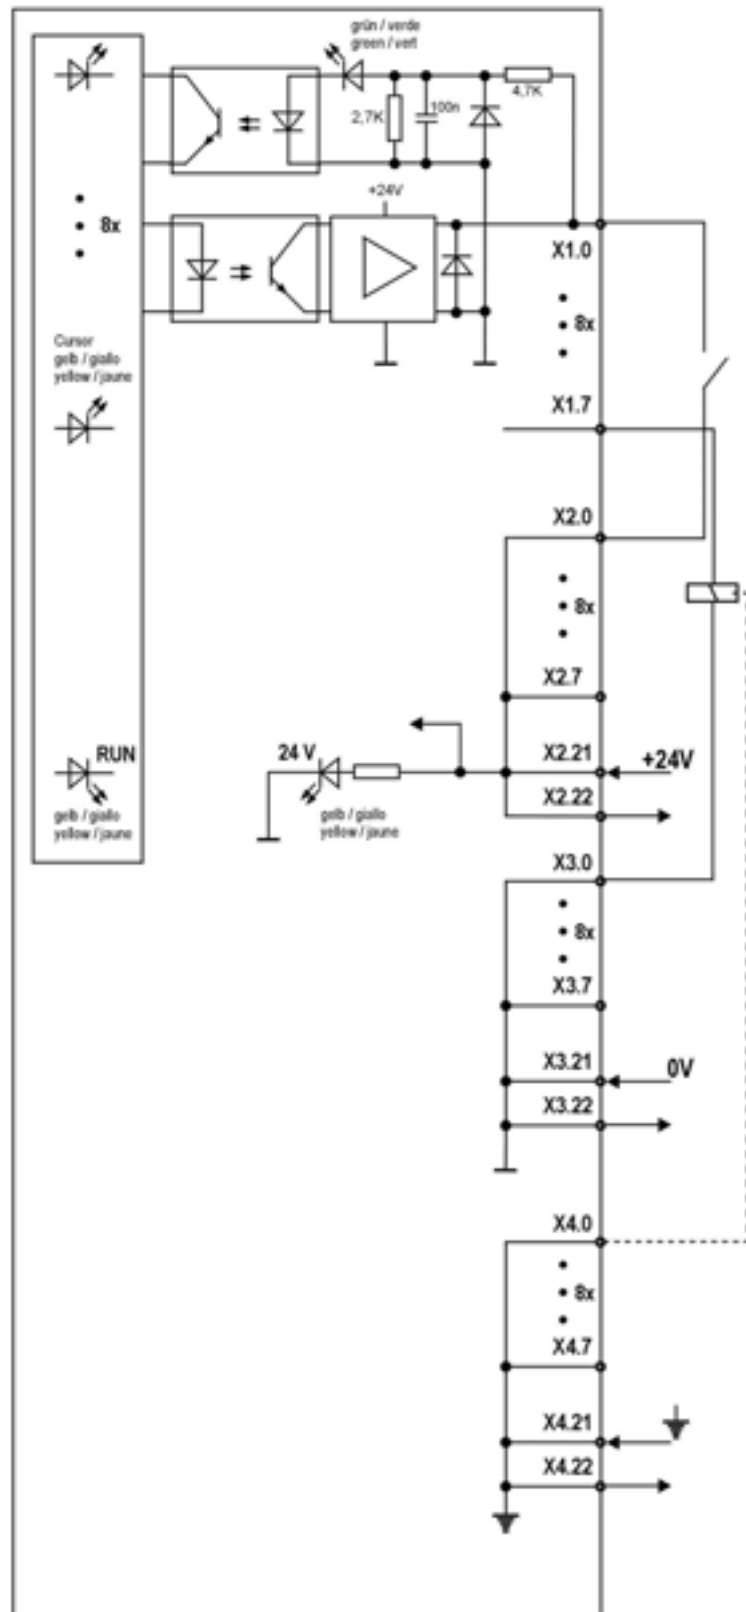 grün / verde
green / vert
4,7K
2,7K
100n
+24V
8x
X1.0
8x
Cursor
gelb / giallo
yellow / jaune
X1.7
X2.0
8x
X2.7
RUN
24 V
X2.21
+24V
X2.22
gelb / giallo
yellow / jaune
gelb / giallo
yellow / jaune
X3.0
8x
X3.7
X3.21
0V
X3.22
X4.0
8x
X4.7
X4.21
X4.22